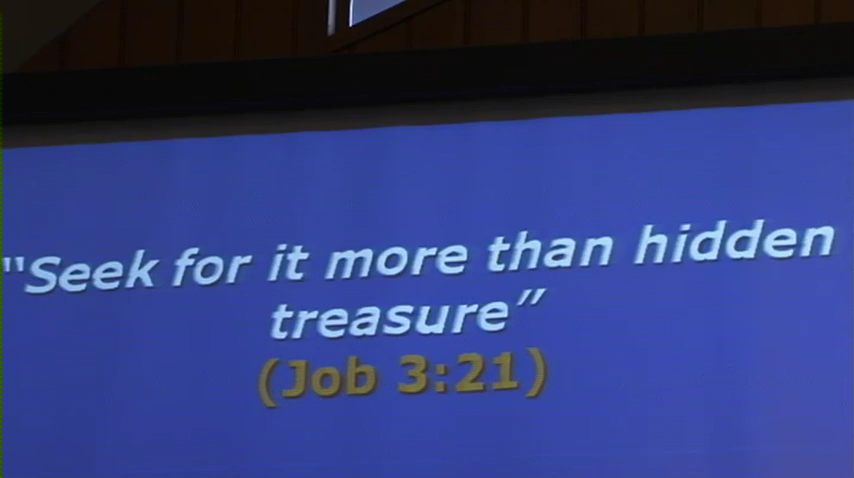 "Seek for it more than hidden
treasure"
(Job 3:21)